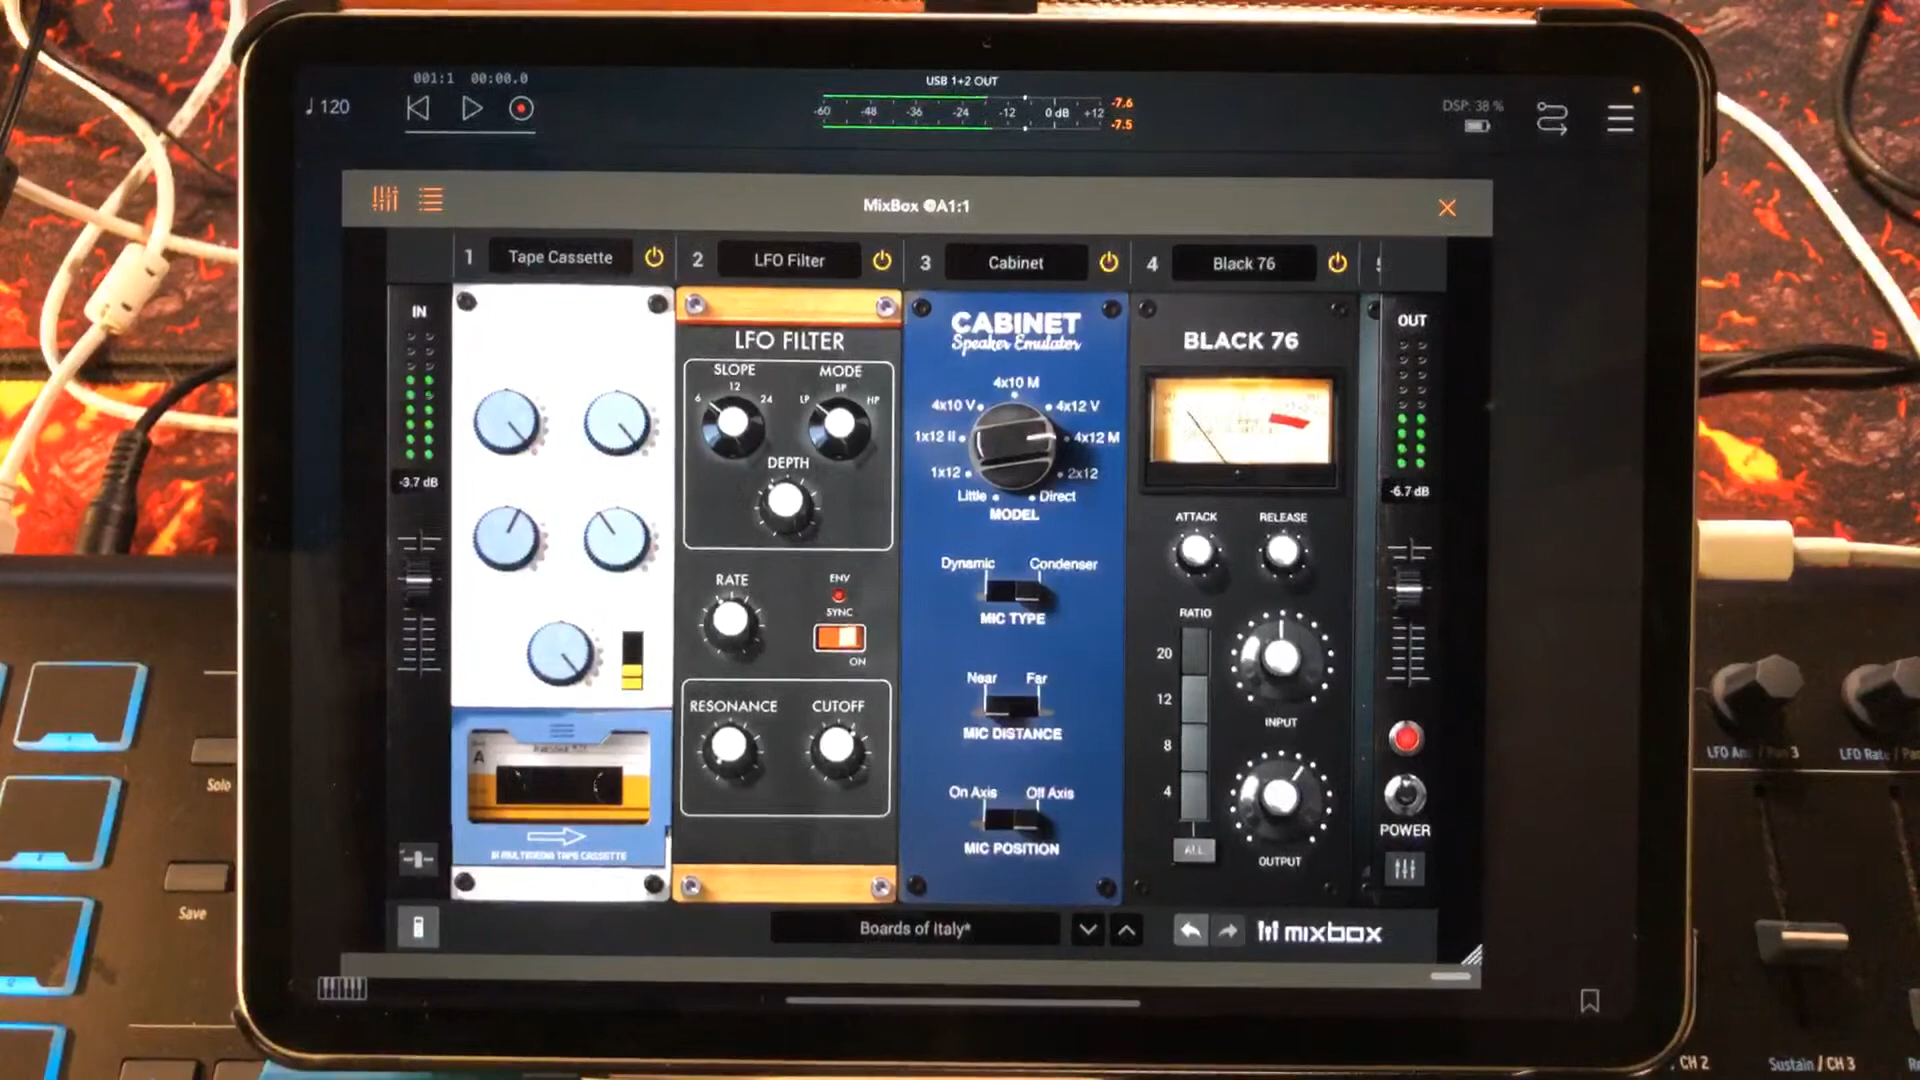 001:1 00:00.0
USB 1+2 OUT
♩ 120
-60 -48 -36 -24 -12 0 dB +12
-7.6
-7.5
DSP: 38 %
MixBox @A1:1
1 Tape Cassette
2 LFO Filter
3 Cabinet
4 Black 76
IN
-3.7 dB
A
IK MULTIMEDIA TAPE CASSETTE
LFO FILTER
SLOPE
6 12 24
MODE
LP BP HP
DEPTH
RATE
ENV
SYNC
ON
RESONANCE
CUTOFF
CABINET
Speaker Emulator
4x10 M
4x10 V
4x12 V
1x12 II
4x12 M
1x12
2x12
Little
Direct
MODEL
Dynamic
Condenser
MIC TYPE
Near
Far
MIC DISTANCE
On Axis
Off Axis
MIC POSITION
BLACK 76
ATTACK
RELEASE
RATIO
20
12
8
4
ALL
INPUT
OUTPUT
OUT
-6.7 dB
POWER
Boards of Italy*
mixbox
Solo
Save
CH 2
Sustain / CH 3